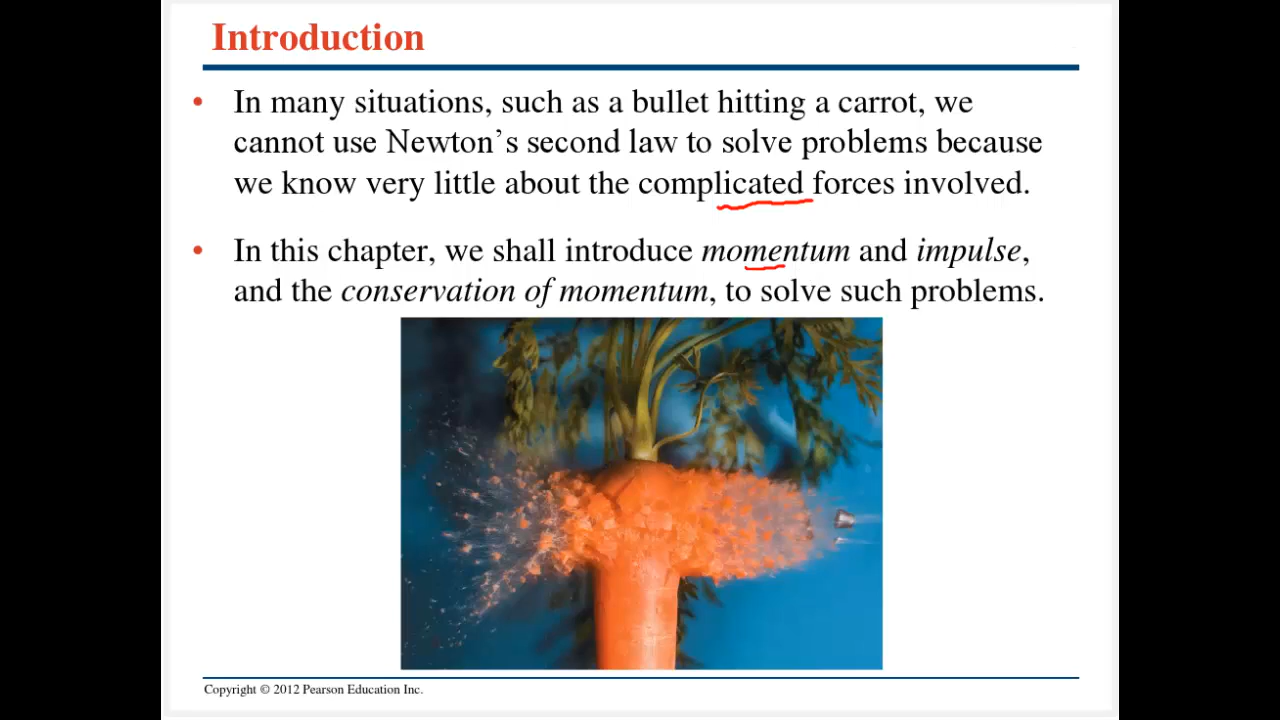 Introduction
• In many situations, such as a bullet hitting a carrot, we
cannot use Newton’s second law to solve problems because
we know very little about the complicated forces involved.
• In this chapter, we shall introduce momentum and impulse,
and the conservation of momentum, to solve such problems.
Copyright © 2012 Pearson Education Inc.